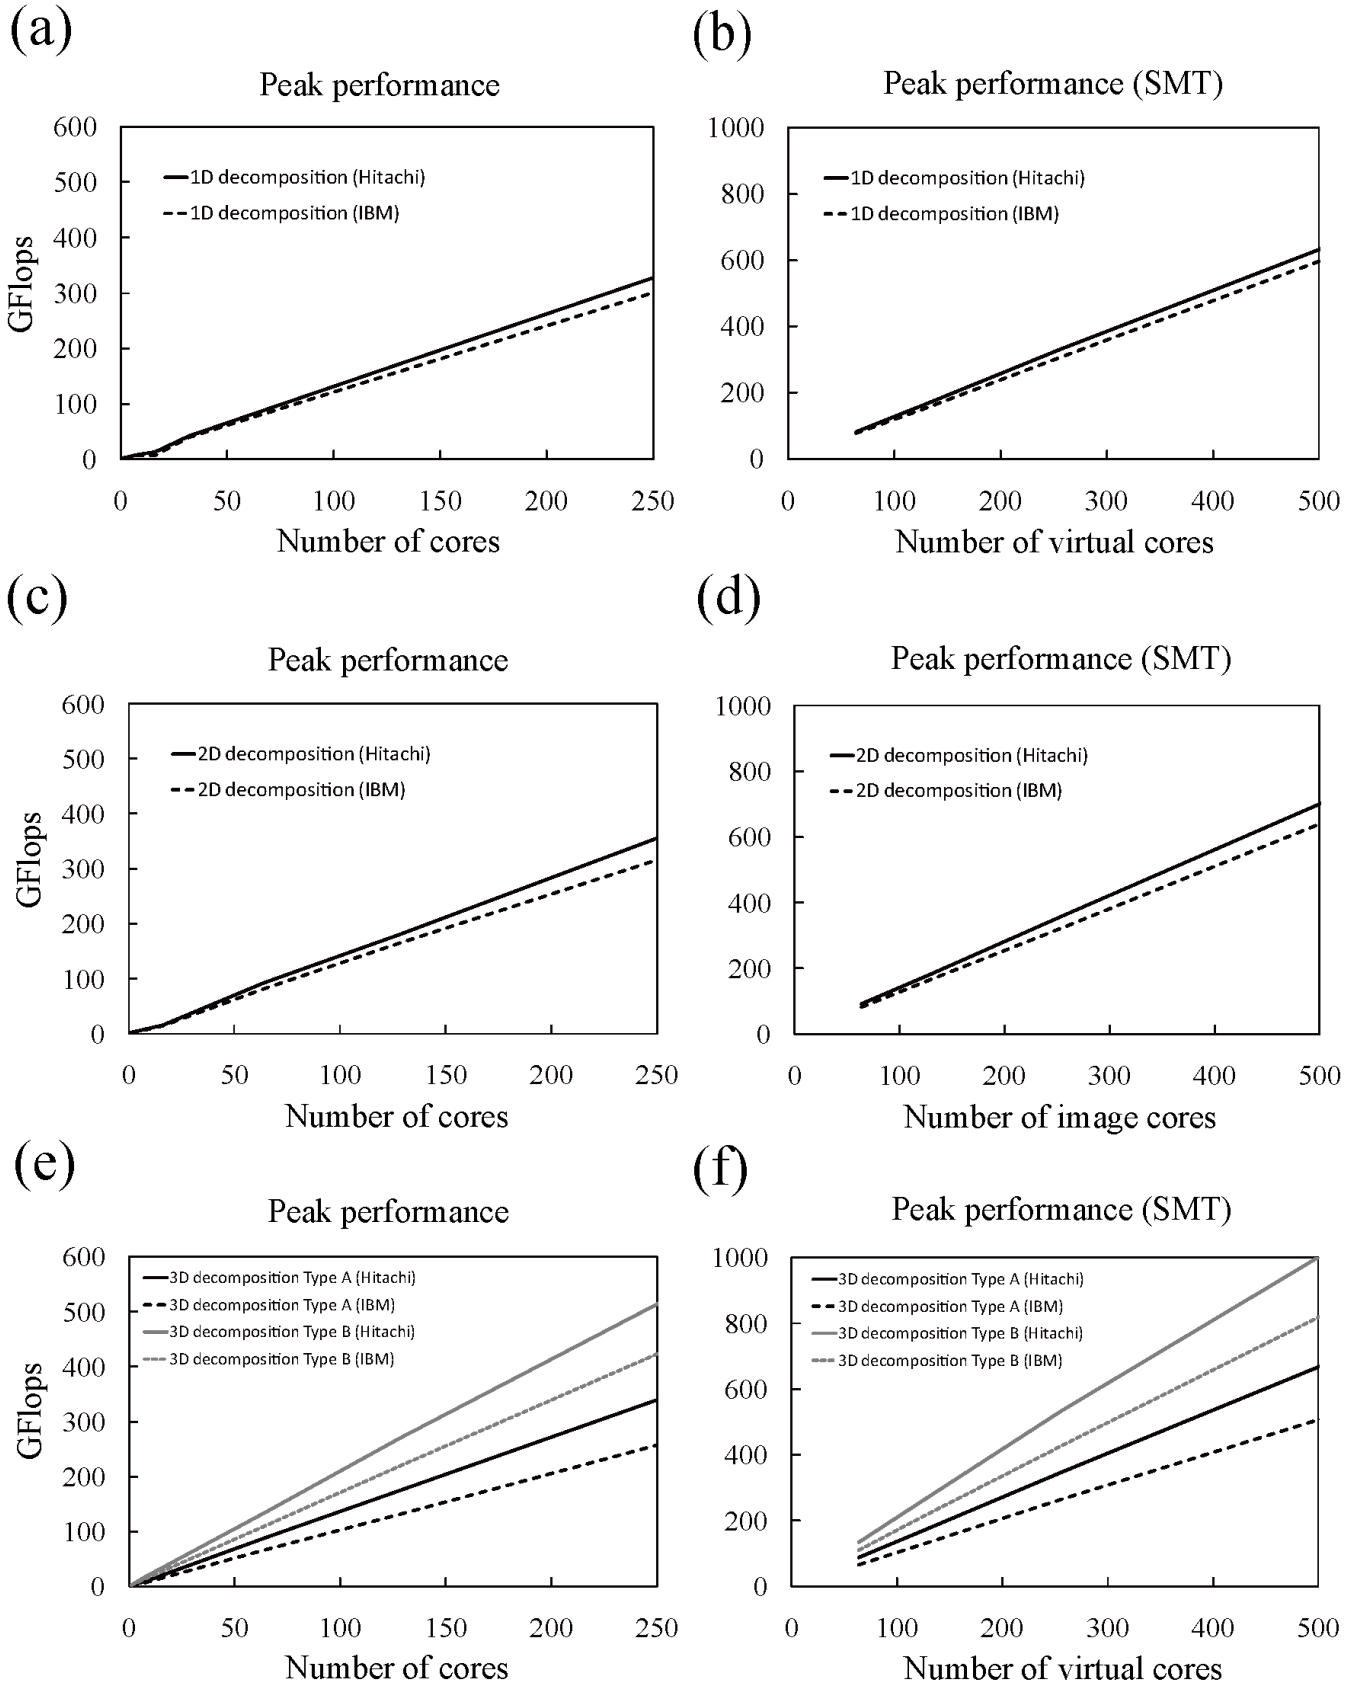 (a)
Peak performance
600
500
400
300
200
100
0
GFlops
1D decomposition (Hitachi)
1D decomposition (IBM)
0 50 100 150 200 250
Number of cores
(b)
Peak performance (SMT)
1000
800
600
400
200
0
1D decomposition (Hitachi)
1D decomposition (IBM)
0 100 200 300 400 500
Number of virtual cores
(c)
Peak performance
600
500
400
300
200
100
0
GFlops
2D decomposition (Hitachi)
2D decomposition (IBM)
0 50 100 150 200 250
Number of cores
(d)
Peak performance (SMT)
1000
800
600
400
200
0
2D decomposition (Hitachi)
2D decomposition (IBM)
0 100 200 300 400 500
Number of image cores
(e)
Peak performance
600
500
400
300
200
100
0
GFlops
3D decomposition Type A (Hitachi)
3D decomposition Type A (IBM)
3D decomposition Type B (Hitachi)
3D decomposition Type B (IBM)
0 50 100 150 200 250
Number of cores
(f)
Peak performance (SMT)
1000
800
600
400
200
0
3D decomposition Type A (Hitachi)
3D decomposition Type A (IBM)
3D decomposition Type B (Hitachi)
3D decomposition Type B (IBM)
0 100 200 300 400 500
Number of virtual cores